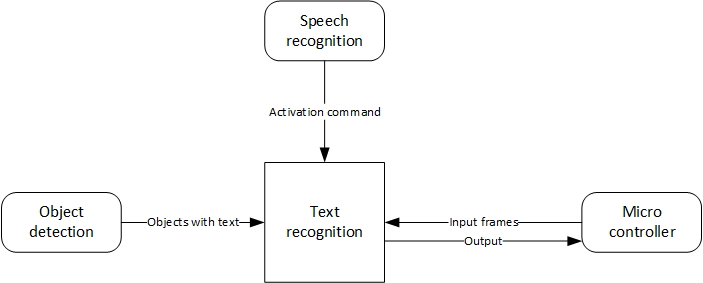 Speech
recognition
Activation command
Object
detection
Objects with text
Text
recognition
Input frames
Output
Micro
controller